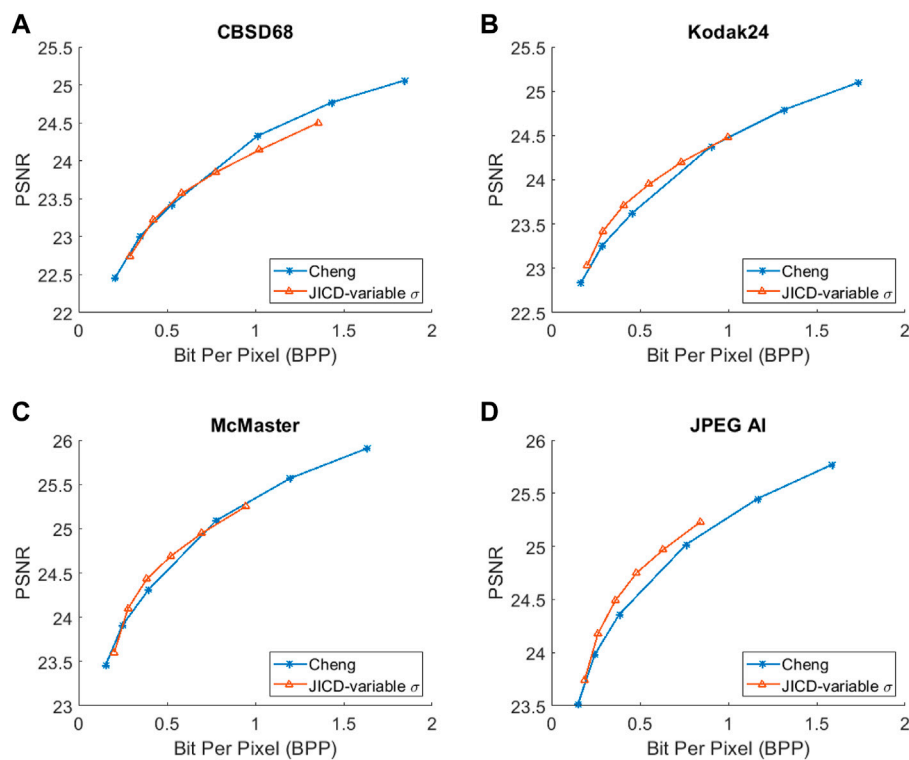 A
CBSD68
25.5
25
24.5
24
23.5
23
22.5
22
PSNR
0
0.5
1
1.5
2
Bit Per Pixel (BPP)
Cheng
JICD-variable σ
B
Kodak24
25.5
25
24.5
24
23.5
23
22.5
PSNR
0
0.5
1
1.5
2
Bit Per Pixel (BPP)
Cheng
JICD-variable σ
C
McMaster
26
25.5
25
24.5
24
23.5
23
PSNR
0
0.5
1
1.5
2
Bit Per Pixel (BPP)
Cheng
JICD-variable σ
D
JPEG AI
26
25.5
25
24.5
24
23.5
PSNR
0
0.5
1
1.5
2
Bit Per Pixel (BPP)
Cheng
JICD-variable σ